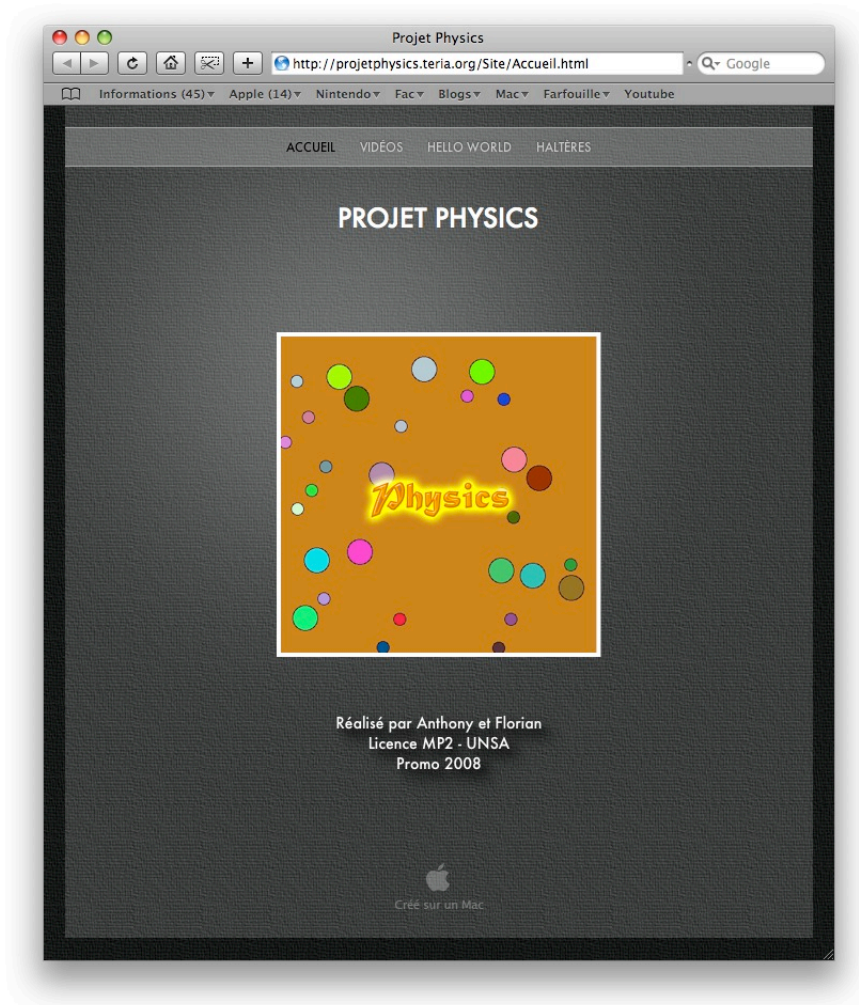 Projet Physics
http://projetphysics.teria.org/Site/Accueil.html
Google
Informations (45) Apple (14) Nintendo Fac Blogs Mac Farfouille Youtube
ACCUEIL VIDÉOS HELLO WORLD HALTÈRES
PROJET PHYSICS
Physics
Réalisé par Anthony et Florian
Licence MP2 - UNSA
Promo 2008
Créé sur un Mac